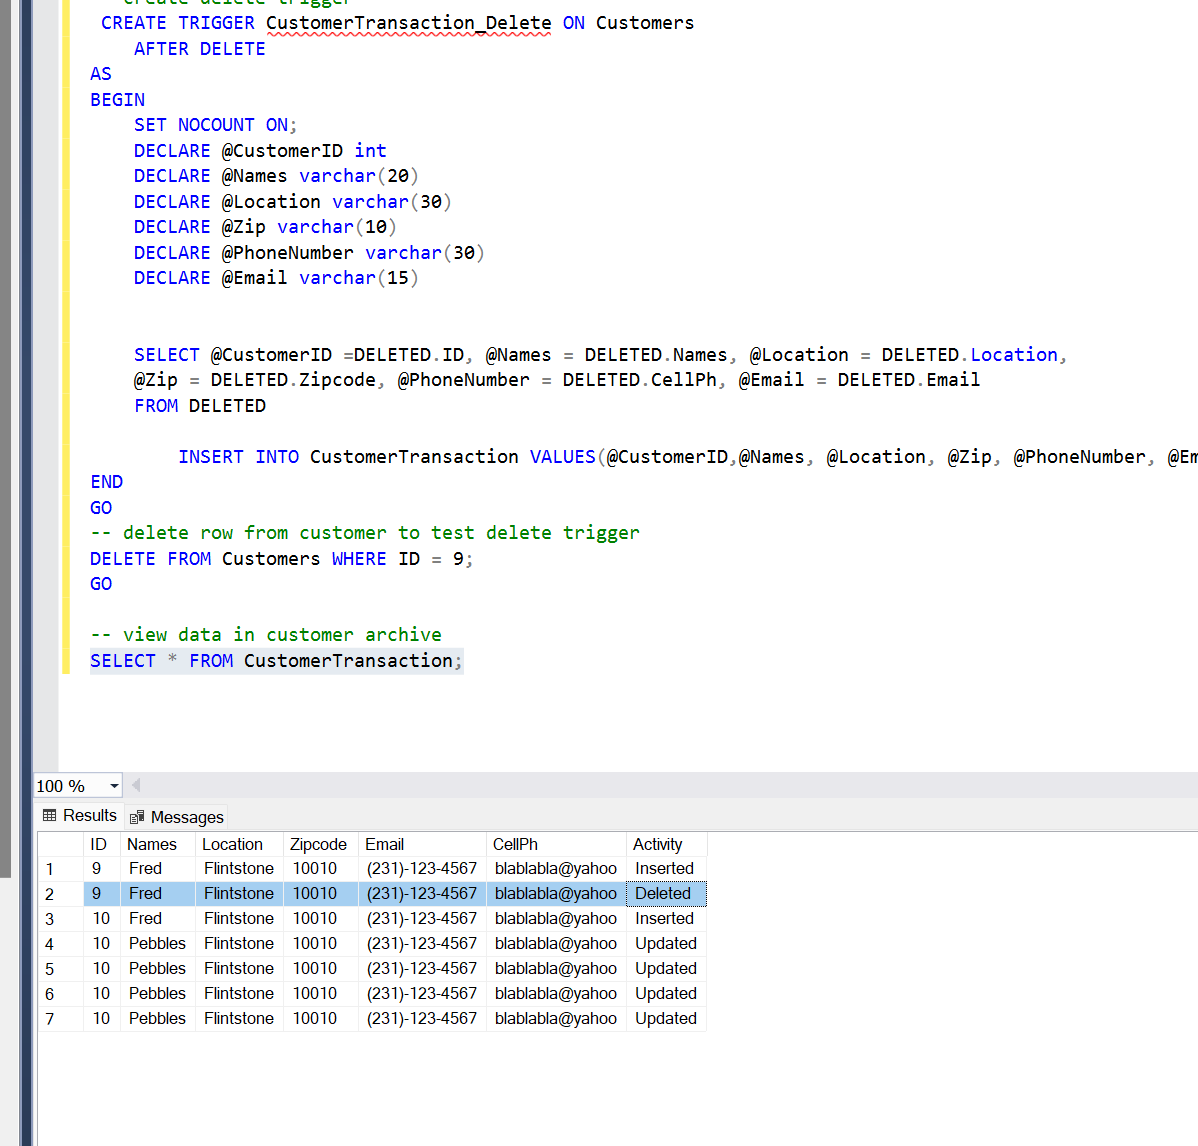 create delete trigger
CREATE TRIGGER CustomerTransaction_Delete ON Customers
AFTER DELETE
AS
BEGIN
SET NOCOUNT ON;
DECLARE @CustomerID int
DECLARE @Names varchar(20)
DECLARE @Location varchar(30)
DECLARE @Zip varchar(10)
DECLARE @PhoneNumber varchar(30)
DECLARE @Email varchar(15)
SELECT @CustomerID =DELETED.ID, @Names = DELETED.Names, @Location = DELETED.Location,
@Zip = DELETED.Zipcode, @PhoneNumber = DELETED.CellPh, @Email = DELETED.Email
FROM DELETED
INSERT INTO CustomerTransaction VALUES(@CustomerID,@Names, @Location, @Zip, @PhoneNumber, @Em
END
GO
-- delete row from customer to test delete trigger
DELETE FROM Customers WHERE ID = 9;
GO
-- view data in customer archive
SELECT * FROM CustomerTransaction;
100 %
Results Messages
ID Names Location Zipcode Email CellPh Activity
1 9 Fred Flintstone 10010 (231)-123-4567 blablabla@yahoo Inserted
2 9 Fred Flintstone 10010 (231)-123-4567 blablabla@yahoo Deleted
3 10 Fred Flintstone 10010 (231)-123-4567 blablabla@yahoo Inserted
4 10 Pebbles Flintstone 10010 (231)-123-4567 blablabla@yahoo Updated
5 10 Pebbles Flintstone 10010 (231)-123-4567 blablabla@yahoo Updated
6 10 Pebbles Flintstone 10010 (231)-123-4567 blablabla@yahoo Updated
7 10 Pebbles Flintstone 10010 (231)-123-4567 blablabla@yahoo Updated